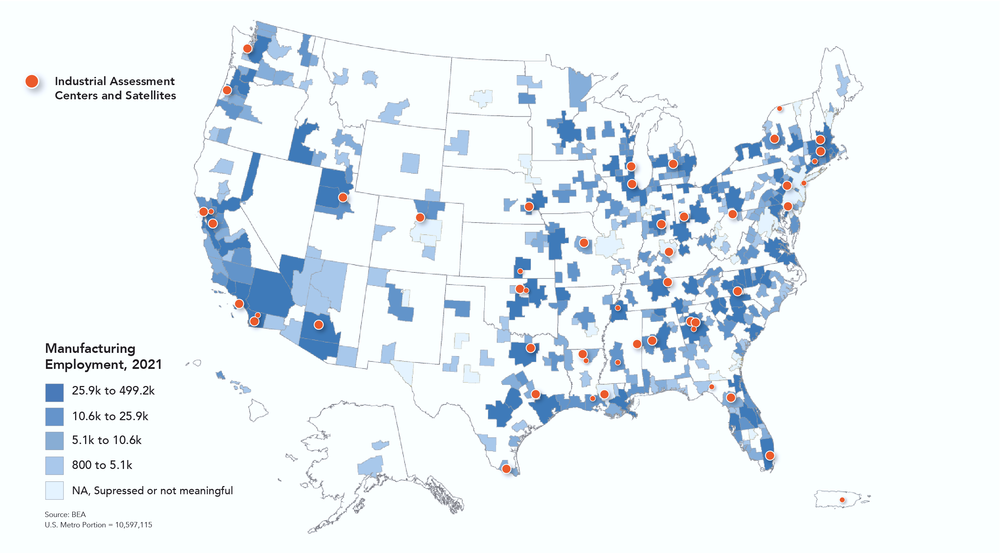 Industrial Assessment
Centers and Satellites
Manufacturing
Employment, 2021
25.9k to 499.2k
10.6k to 25.9k
5.1k to 10.6k
800 to 5.1k
NA, Supressed or not meaningful
Source: BEA
U.S. Metro Portion = 10,597,115